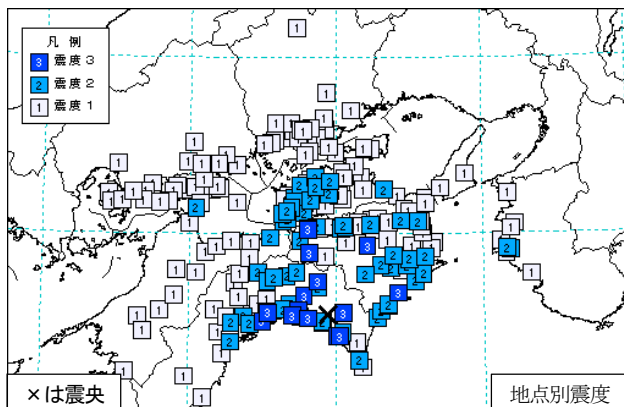 凡 例
3 震度３
2 震度２
1 震度１
×は震央
地点別震度